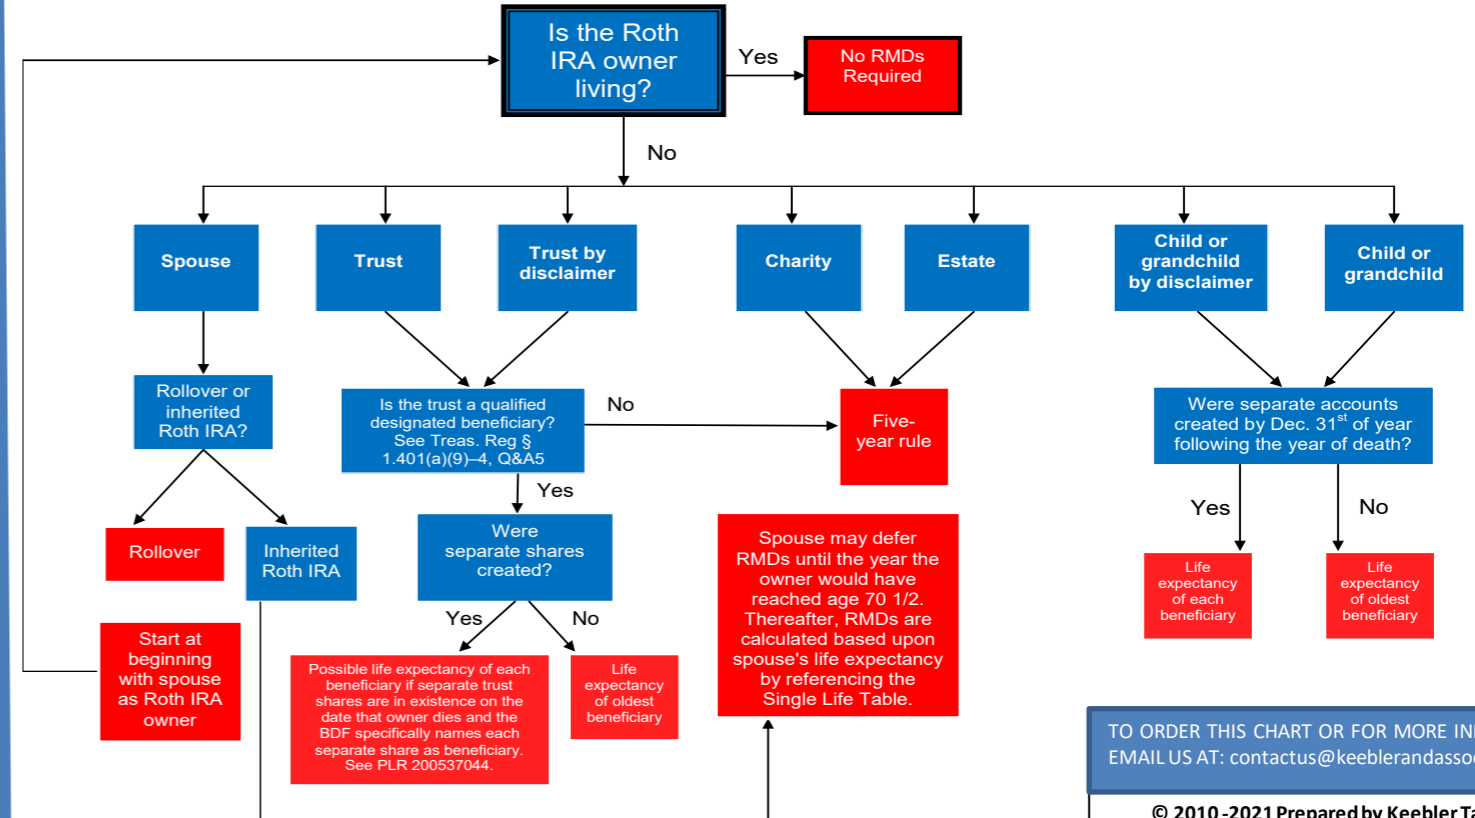 Is the Roth
IRA owner
living?
Yes
No RMDs
Required
No
Spouse
Trust
Trust by
disclaimer
Charity
Estate
Child or
grandchild
by disclaimer
Child or
grandchild
Rollover or
inherited
Roth IRA?
Is the trust a qualified
designated beneficiary?
See Treas. Reg §
1.401(a)(9)–4, Q&A5
No
Five-
year rule
Were separate accounts
created by Dec. 31st of year
following the year of death?
Yes
Yes
No
Rollover
Inherited
Roth IRA
Were
separate shares
created?
Spouse may defer
RMDs until the year the
owner would have
reached age 70 1/2.
Thereafter, RMDs are
calculated based upon
spouse's life expectancy
by referencing the
Single Life Table.
Life
expectancy
of each
beneficiary
Life
expectancy
of oldest
beneficiary
Yes
No
Start at
beginning
with spouse
as Roth IRA
owner
Possible life expectancy of each
beneficiary if separate trust
shares are in existence on the
date that owner dies and the
BDF specifically names each
separate share as beneficiary.
See PLR 200537044.
Life
expectancy
of oldest
beneficiary
TO ORDER THIS CHART OR FOR MORE
EMAIL US AT: contactus@keeblerandasso
© 2010 -2021 Prepared by Keebler